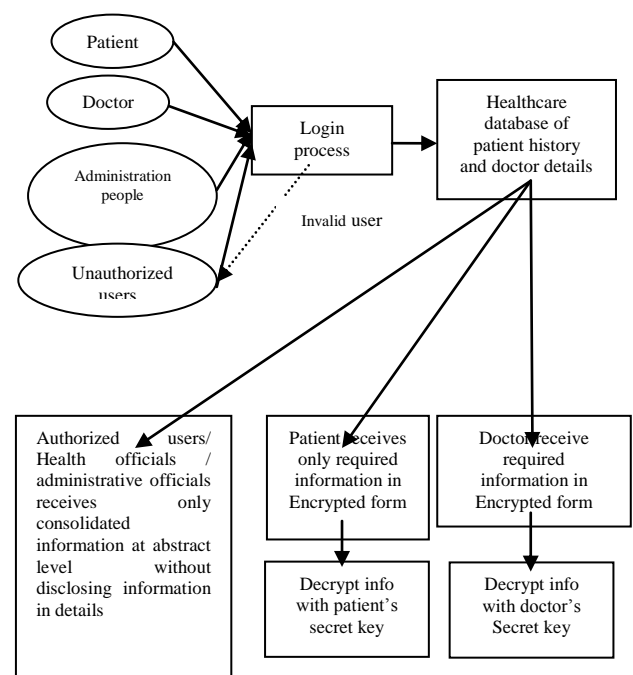 Patient
Doctor
Administration
people
Unauthorized
users
Login
process
Invalid user
Healthcare
database of
patient history
and doctor details
Authorized users/
Health officials /
administrative officials
receives only
consolidated
information at abstract
level without
disclosing information
in details
Patient receives
only required
information in
Encrypted form
Doctor receive
required
information in
Encrypted form
Decrypt info
with patient's
secret key
Decrypt info
with doctor's
Secret key